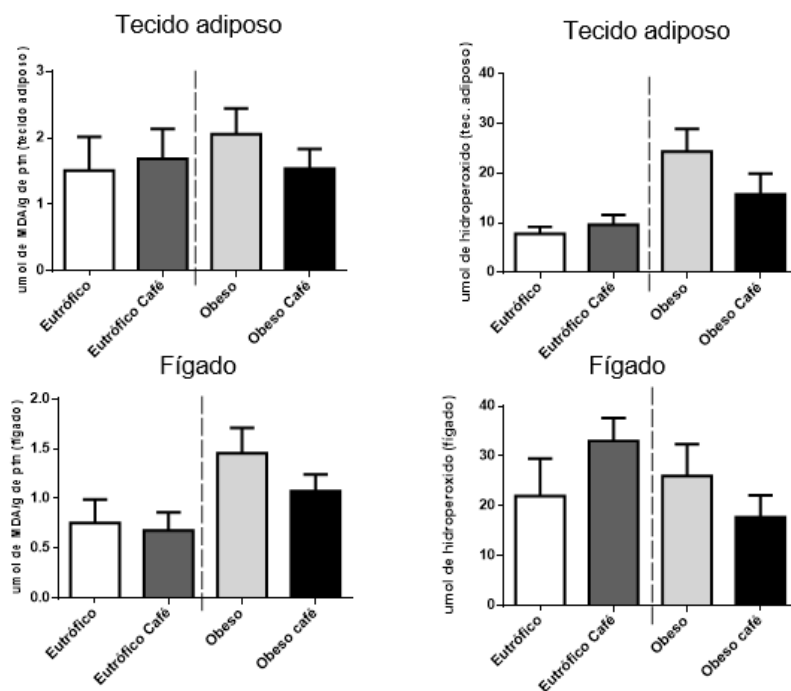 Tecido adiposo
umol de MDA/g de ptn (tecido adiposo)
3
2
1
0
Eutrófico
Eutrófico Café
Obeso
Obeso Café
Tecido adiposo
umol de hidroperoxido (tec. adiposo)
40
30
20
10
0
Eutrófico
Eutrófico Café
Obeso
Obeso Café
Fígado
umol de MDA/g de ptn (fígado)
2.0
1.5
1.0
0.5
0.0
Eutrófico
Eutrófico Café
Obeso
Obeso café
Fígado
umol de hidroperoxido (fígado)
40
30
20
10
0
Eutrófico
Eutrófico Café
Obeso
Obeso café